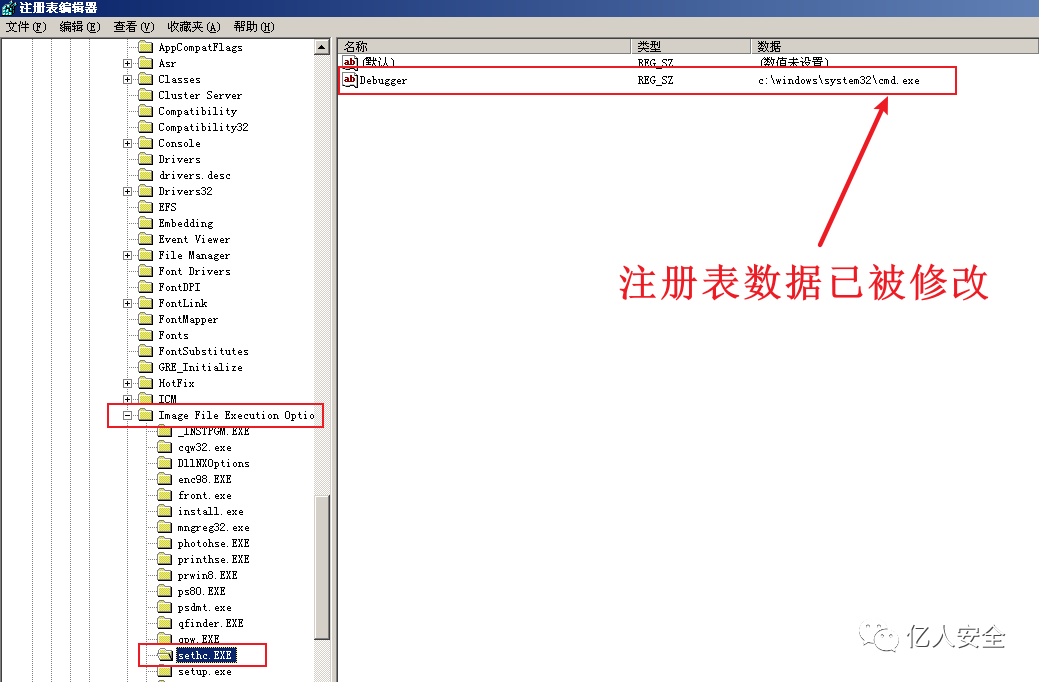 注册表编辑器
文件(F) 编辑(E) 查看(V) 收藏夹(A) 帮助(H)
AppCompatFlags
Asr
Classes
Cluster Server
Compatibility
Compatibility32
Console
Drivers
drivers.desc
Drivers32
EFS
Embedding
Event Viewer
File Manager
Font Drivers
FontDPI
FontLink
FontMapper
Fonts
FontSubstitutes
GRE_Initialize
HotFix
ICM
Image File Execution Optio
_INSTPGM.EXE
cqw32.exe
DllNXOptions
enc98.EXE
front.exe
install.exe
mngreg32.exe
photohse.EXE
printhse.EXE
prwin8.EXE
ps80.EXE
psdmt.exe
qfinder.EXE
qpw.EXE
sethc.EXE
setup.exe
名称 类型 数据
ab (默认) REG_SZ (数值未设置)
ab Debugger REG_SZ c:\windows\system32\cmd.exe
注册表数据已被修改
亿人安全